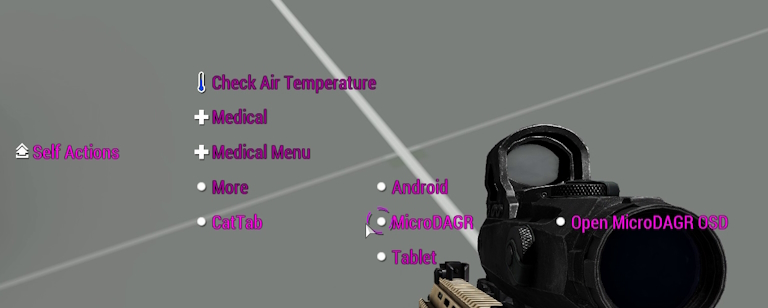 Check Air Temperature
Medical
Self Actions
Medical Menu
More
Android
CatTab
MicroDAGR
Open MicroDAGR OSD
Tablet